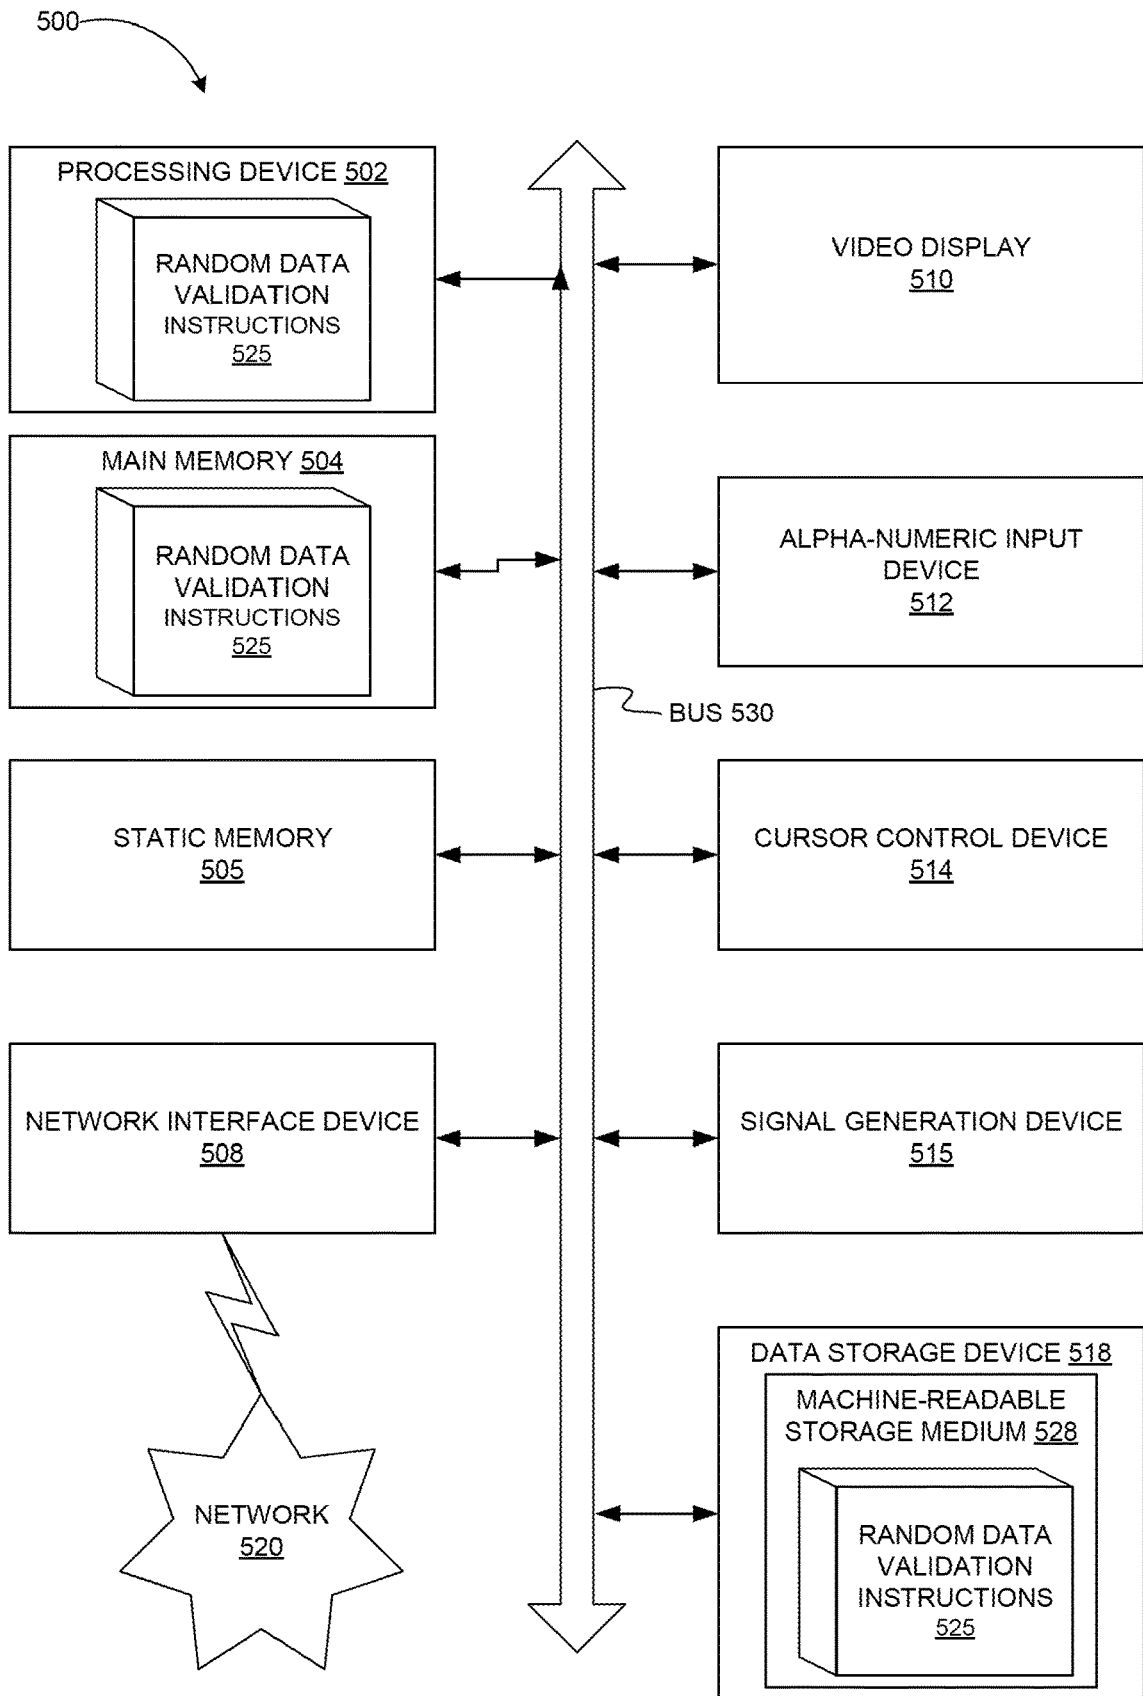 500
PROCESSING DEVICE 502
RANDOM DATA
VALIDATION
INSTRUCTIONS
525
MAIN MEMORY 504
RANDOM DATA
VALIDATION
INSTRUCTIONS
525
STATIC MEMORY
505
NETWORK INTERFACE DEVICE
508
NETWORK
520
BUS 530
VIDEO DISPLAY
510
ALPHA-NUMERIC INPUT
DEVICE
512
CURSOR CONTROL DEVICE
514
SIGNAL GENERATION DEVICE
515
DATA STORAGE DEVICE 518
MACHINE-READABLE
STORAGE MEDIUM 528
RANDOM DATA
VALIDATION
INSTRUCTIONS
525